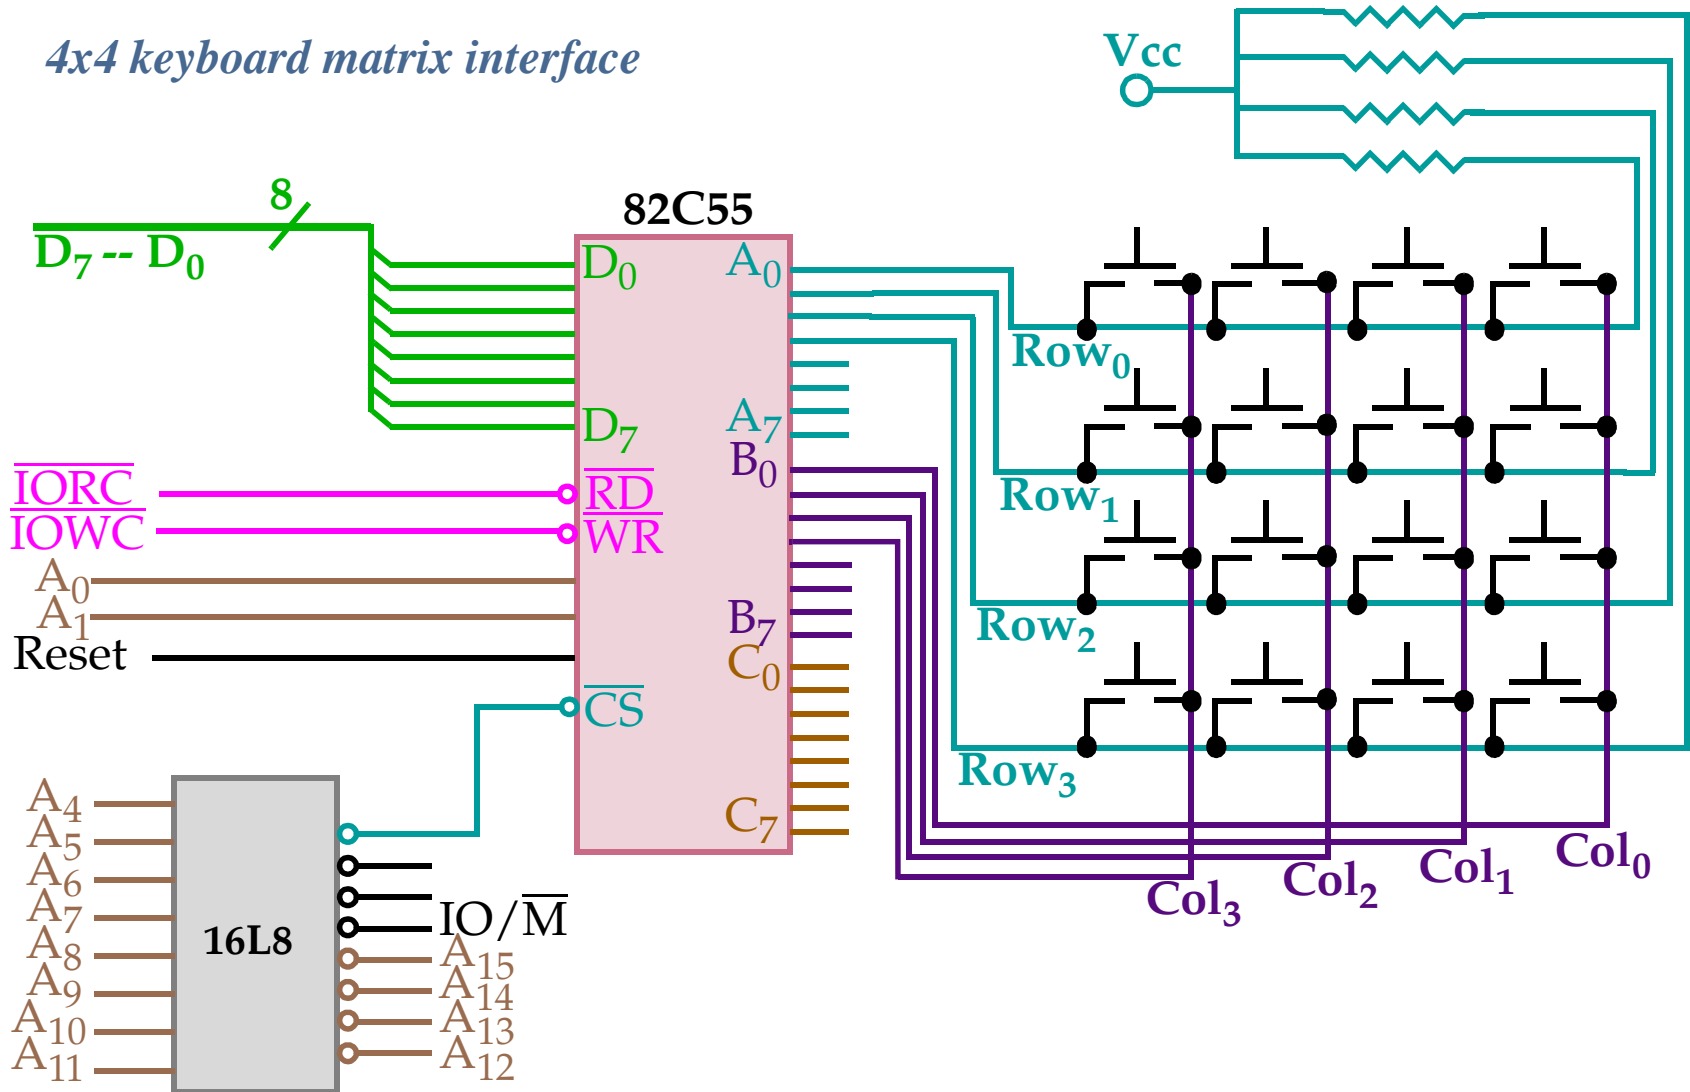 4x4 keyboard matrix interface
Vcc
8
D7 -- D0
82C55
D0
A0
D7
A7
B0
IORC
RD
IOWC
WR
A0
A1
B7
Reset
C0
CS
C7
Row0
Row1
Row2
Row3
Col3
Col2
Col1
Col0
A4
A5
A6
A7
A8
A9
A10
A11
16L8
IO/M
A15
A14
A13
A12